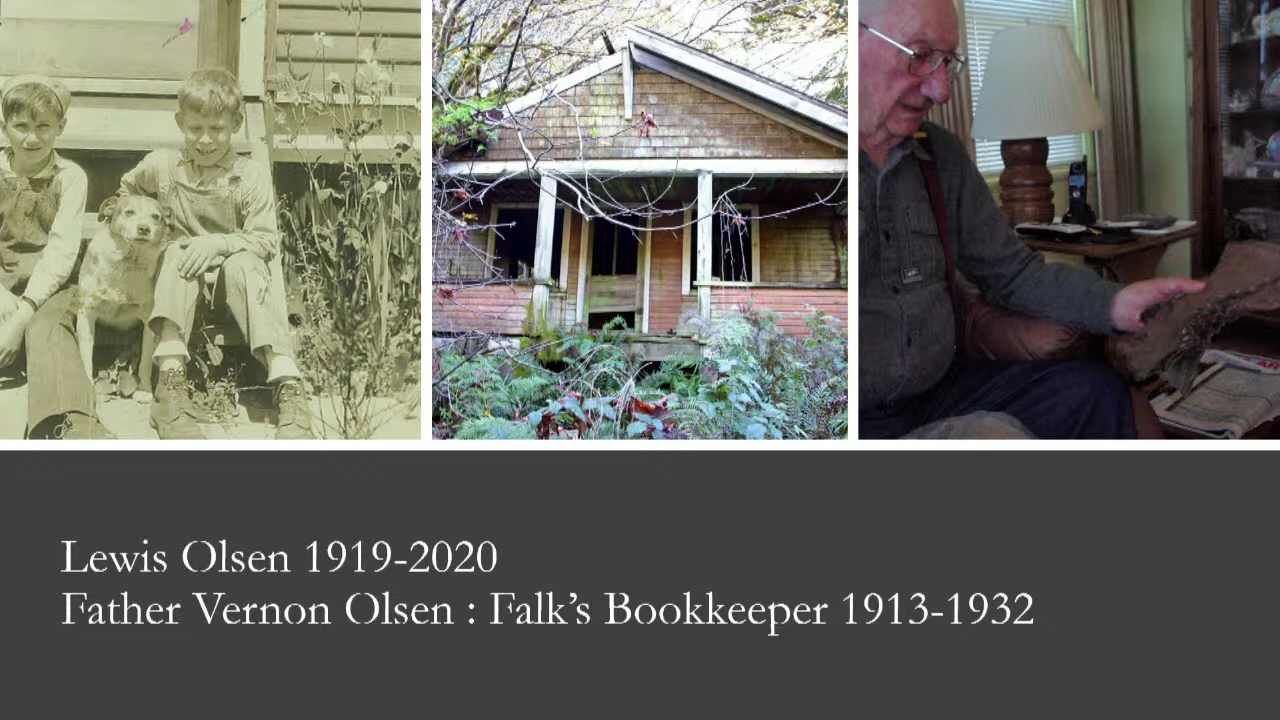 Lewis Olsen 1919-2020
Father Vernon Olsen : Falk’s Bookkeeper 1913-1932